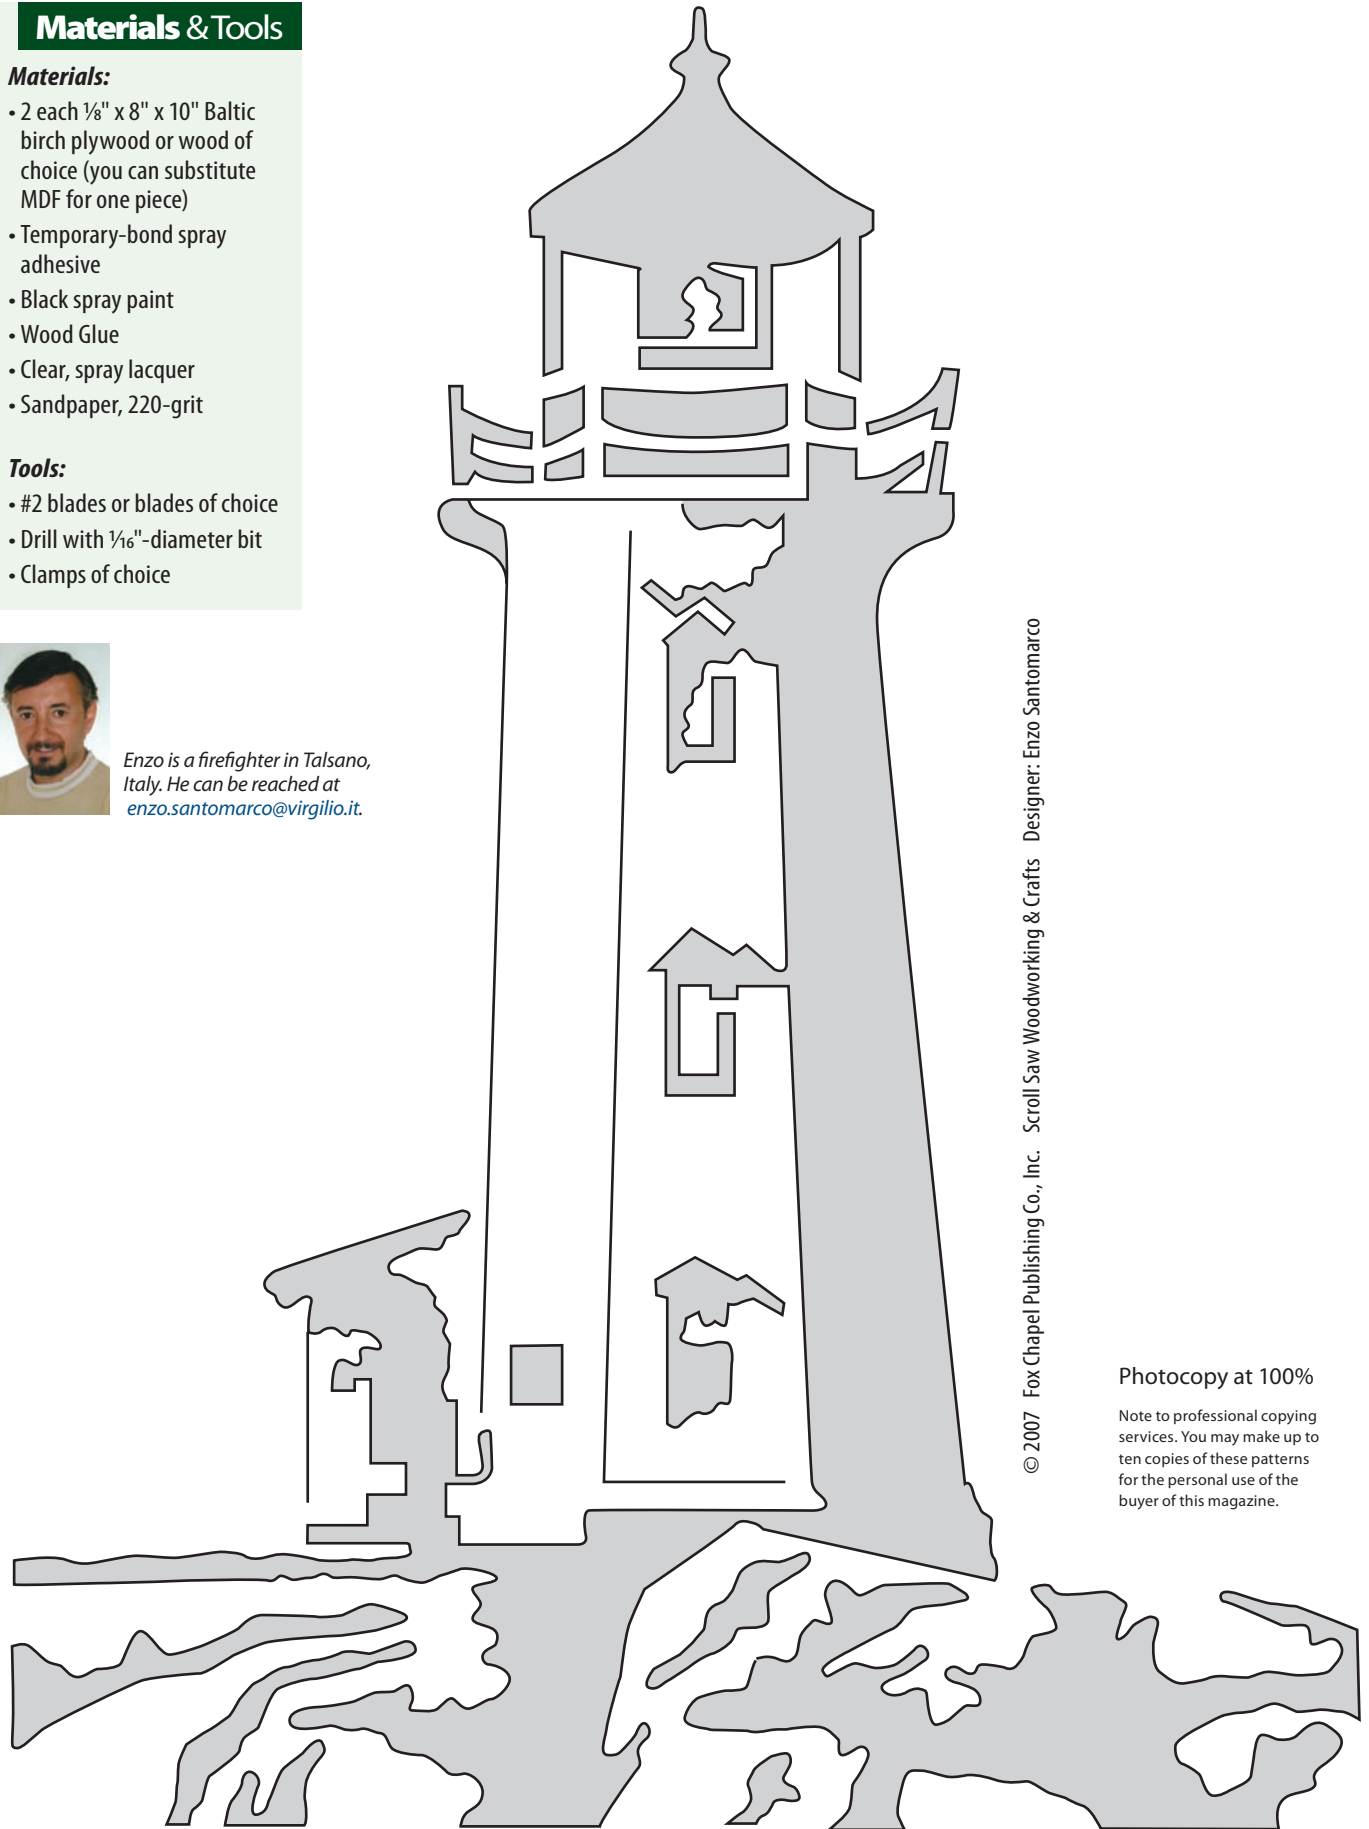 Materials & Tools
Materials:
• 2 each ⅛" x 8" x 10" Baltic
birch plywood or wood of
choice (you can substitute
MDF for one piece)
• Temporary-bond spray
adhesive
• Black spray paint
• Wood Glue
• Clear, spray lacquer
• Sandpaper, 220-grit
Tools:
• #2 blades or blades of choice
• Drill with 1⁄16"-diameter bit
• Clamps of choice
Enzo is a firefighter in Talsano,
Italy. He can be reached at
enzo.santomarco@virgilio.it.
© 2007 Fox Chapel Publishing Co., Inc. Scroll Saw Woodworking & Crafts Designer: Enzo Santomarco
Photocopy at 100%
Note to professional copying
services. You may make up to
ten copies of these patterns
for the personal use of the
buyer of this magazine.